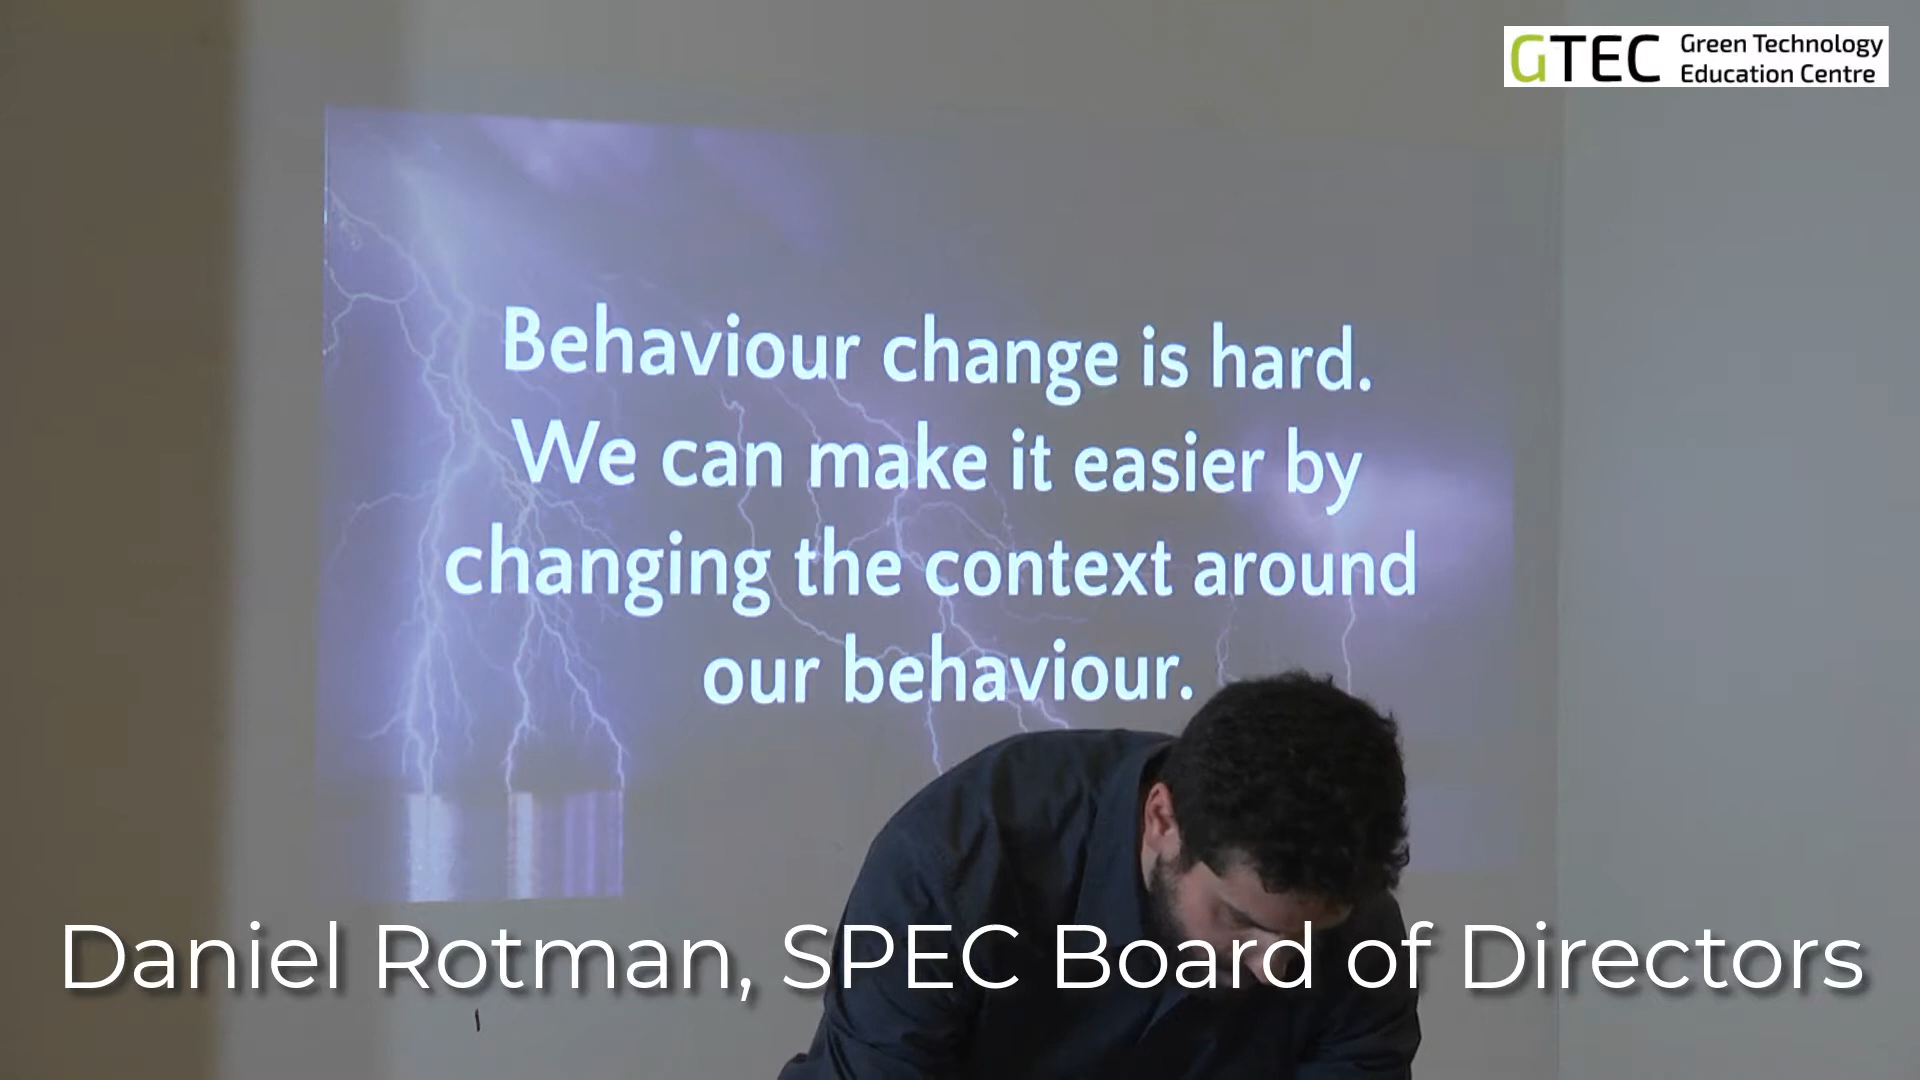 GTEC Green Technology
Education Centre
Behaviour change is hard.
We can make it easier by
changing the context around
our behaviour.
Daniel Rotman, SPEC Board of Directors